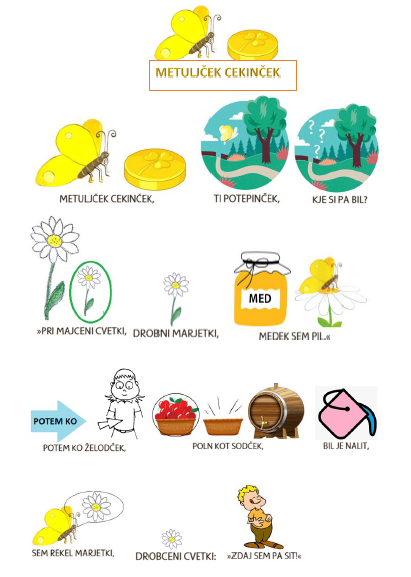 METULJČEK CEKINČEK
METULJČEK CEKINČEK, TI POTEPINČEK, KJE SI PA BIL?
MED
»PRI MAJCENI CVETKI, DROBNI MARJETKI, MEDEK SEM PIL.«
POTEM KO
POTEM KO ŽELODČEK, POLN KOT SODČEK, BIL JE NALIT,
SEM REKEL MARJETKI, DROBCENI CVETKI: »ZDAJ SEM PA SIT!«